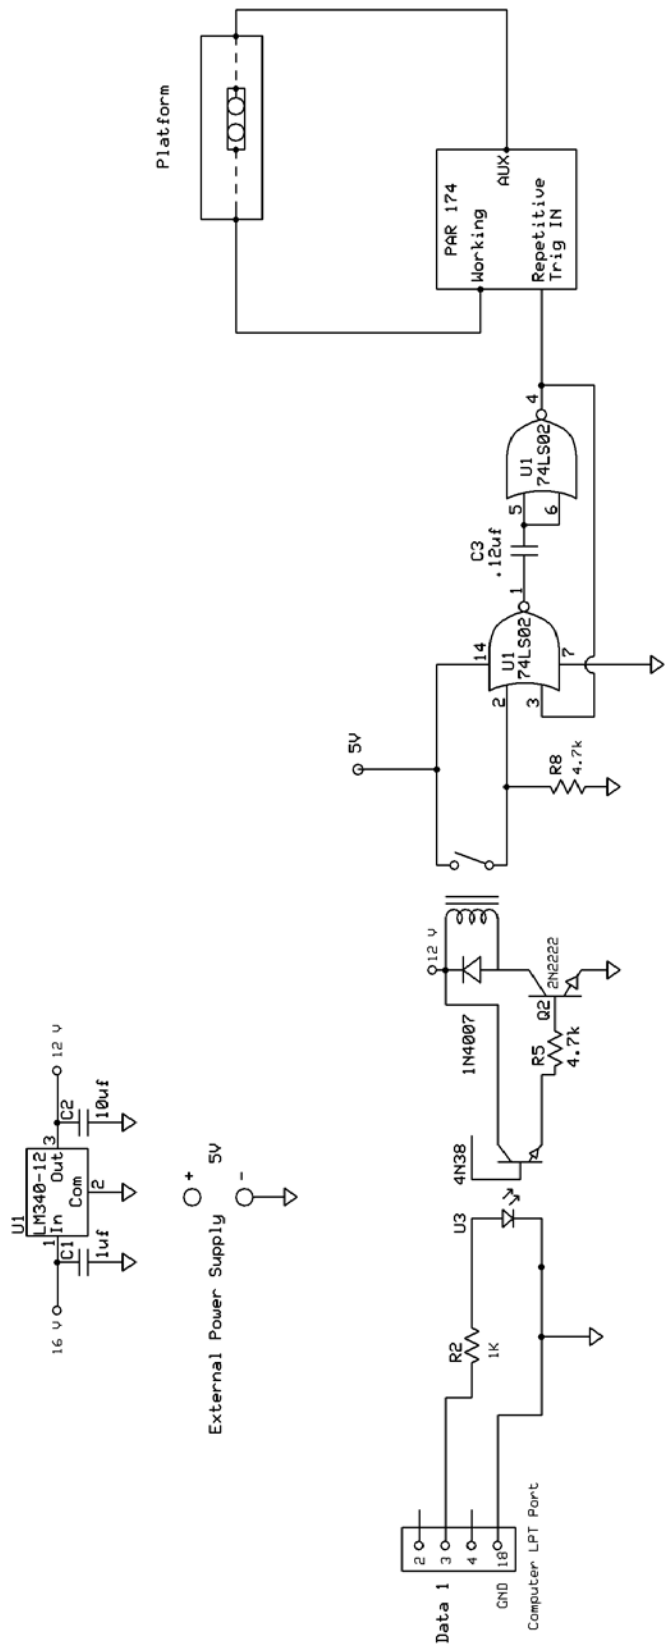 Platform
PAR 174
Working
AUX
Repetitive
Trig IN
4
U1
74LS02
5
6
C3
.12uf
1
14
U1
74LS02
7
2
3
5V
R8
4.7k
12 V
1N4007
Q2
2N2222
R5
4.7k
4N38
U3
R2
1K
2
3
4
18
Data 1
GND
Computer LPT Port
U1
LM340-12
1
In
Out
3
Com
2
16 V
C1
1uf
12 V
C2
10uf
+
5V
-
External Power Supply